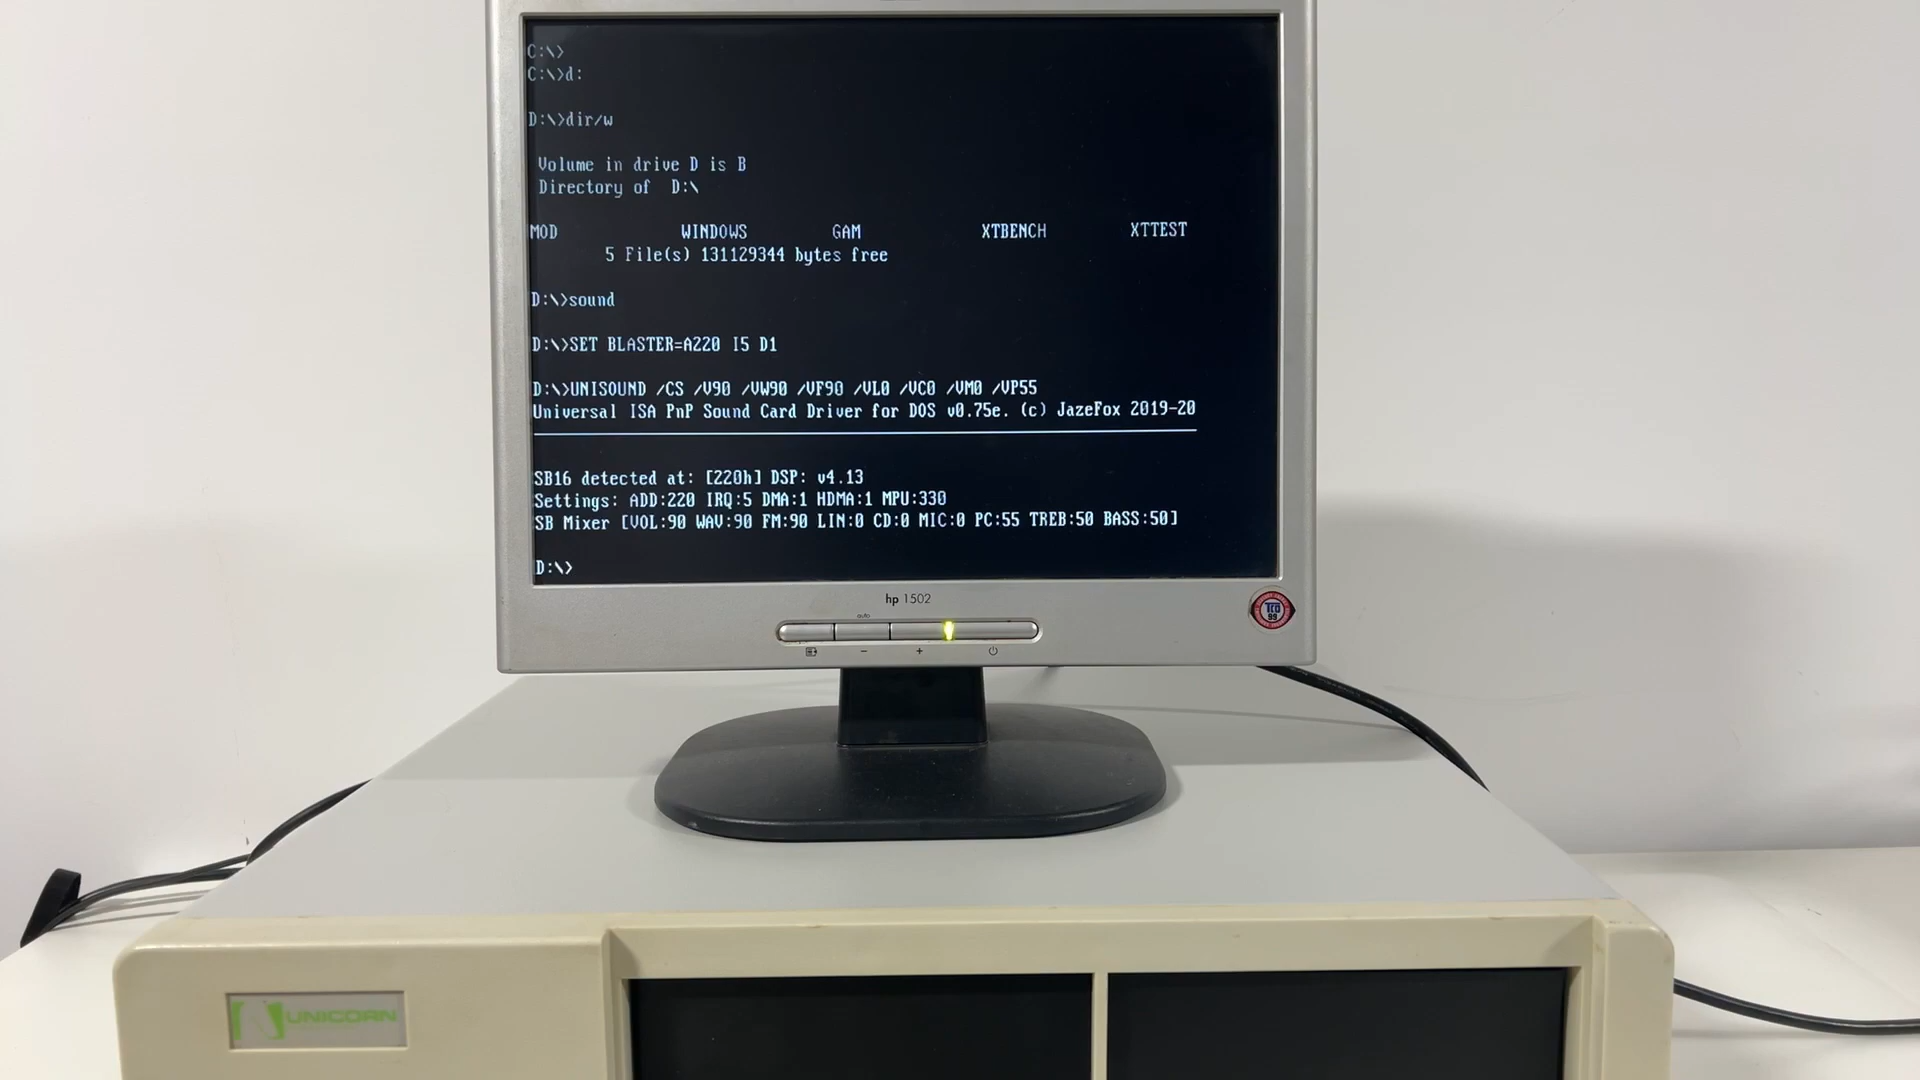 C:\>
C:\>d:
D:\>dir/w
Volume in drive D is B
Directory of  D:\
MOD WINDOWS GAM XTBENCH XTTEST
5 File(s) 131129344 bytes free
D:\>sound
D:\>SET BLASTER=A220 I5 D1
D:\>UNISOUND /CS /V90 /VW90 /VF90 /VL0 /VC0 /VM0 /VP55
Universal ISA PnP Sound Card Driver for DOS v0.75e. (c) JazeFox 2019-20
SB16 detected at: [220h] DSP: v4.13
Settings: ADD:220 IRQ:5 DMA:1 HDMA:1 MPU:330
SB Mixer [VOL:90 WAV:90 FM:90 LIN:0 CD:0 MIC:0 PC:55 TREB:50 BASS:50]
D:\>
hp 1502
auto
− +
TCO
99
UNICORN